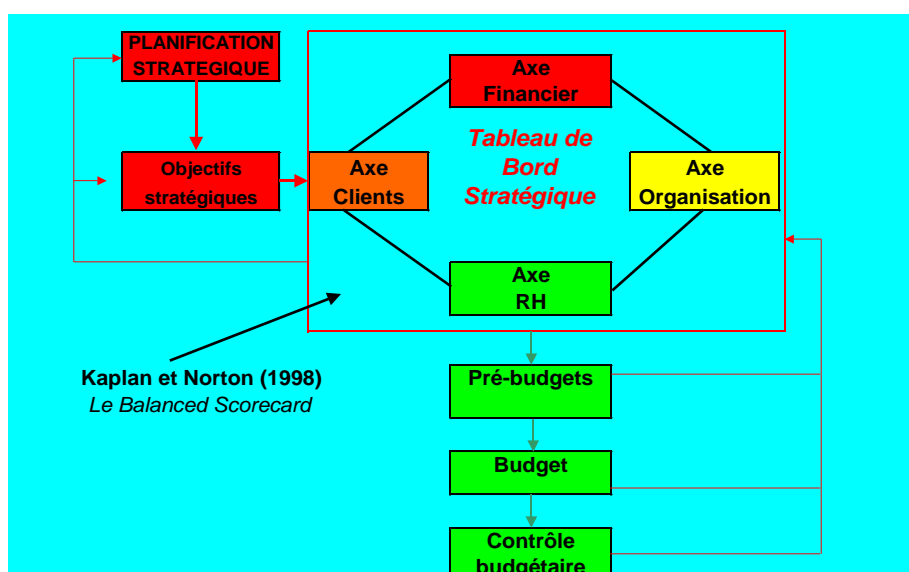 PLANIFICATION
STRATEGIQUE
Axe
Financier
Tableau de
Bord
Stratégique
Objectifs
stratégiques
Axe
Clients
Axe
Organisation
Axe
RH
Kaplan et Norton (1998)
Le Balanced Scorecard
Pré-budgets
Budget
Contrôle
budgétaire